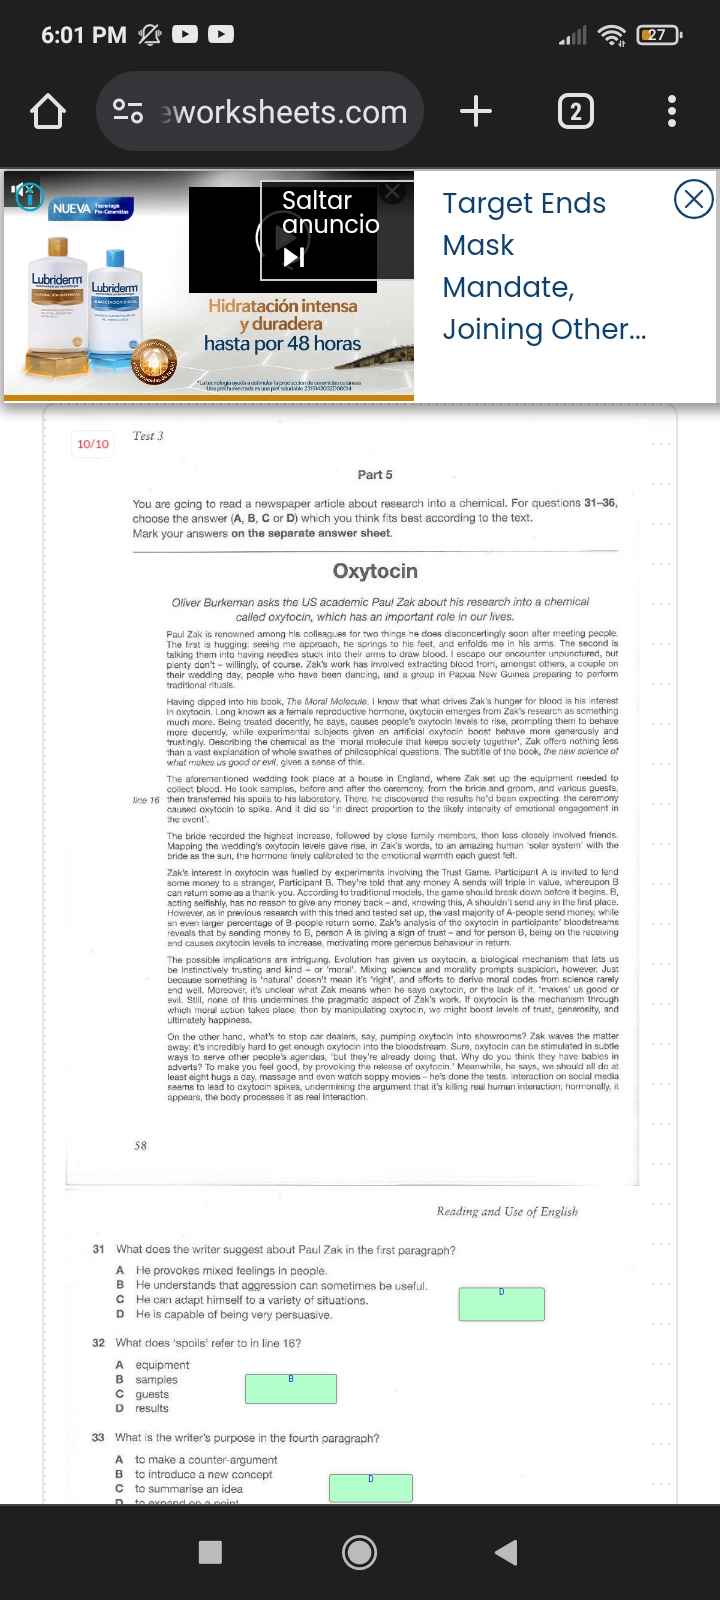 6:01 PM
27
eworksheets.com
2
NUEVA Tecnología Pro-Ceramidas
Saltar
anuncio
Lubriderm
REPARACIÓN INTENSIVA
Lubriderm
Hidratación intensa
y duradera
hasta por 48 horas
*La tecnología ayuda a estimular la producción de ceramidas cutáneas
Una piel humectada es una piel saludable
Target Ends
Mask
Mandate,
Joining Other...
10/10
Test 3
Part 5
You are going to read a newspaper article about research into a chemical. For questions 31–36,
choose the answer (A, B, C or D) which you think fits best according to the text.
Mark your answers on the separate answer sheet.
Oxytocin
Oliver Burkeman asks the US academic Paul Zak about his research into a chemical
called oxytocin, which has an important role in our lives.
Paul Zak is renowned among his colleagues for two things he does disconcertingly soon after meeting people.
The first is hugging: seeing me approach, he springs to his feet, and enfolds me in his arms. The second is
talking them into having needles stuck into their arms to draw blood. I escape our encounter unpunctured, but
plenty don't – willingly, of course. Zak's work has involved extracting blood from, amongst others, a couple on
their wedding day, people who have been dancing, and a group in Papua New Guinea preparing to perform
traditional rituals.
Having dipped into his book, The Moral Molecule, I know that what drives Zak's hunger for blood is his interest
in oxytocin. Long known as a female reproductive hormone, oxytocin emerges from Zak's research as something
much more. Being treated decently, he says, causes people's oxytocin levels to rise, prompting them to behave
more decently, while experimental subjects given an artificial oxytocin boost behave more generously and
trustingly. Describing the chemical as the 'moral molecule that keeps society together', Zak offers nothing less
than a vast explanation of whole swathes of philosophical questions. The subtitle of the book, the new science of
what makes us good or evil, gives a sense of this.
The aforementioned wedding took place at a house in England, where Zak set up the equipment needed to
collect blood. He took samples, before and after the ceremony, from the bride and groom, and various guests,
line 16 then transferred his spoils to his laboratory. There, he discovered the results he'd been expecting: the ceremony
caused oxytocin to spike. And it did so 'in direct proportion to the likely intensity of emotional engagement in
the event'.
The bride recorded the highest increase, followed by close family members, then less closely involved friends.
Mapping the wedding's oxytocin levels gave rise, in Zak's words, to an amazing human 'solar system' with the
bride as the sun, the hormone finely calibrated to the emotional warmth each guest felt.
Zak's interest in oxytocin was fuelled by experiments involving the Trust Game. Participant A is invited to lend
some money to a stranger, Participant B. They're told that any money A sends will triple in value, whereupon B
can return some as a thank-you. According to traditional models, the game should break down before it begins. B,
acting selfishly, has no reason to give any money back – and, knowing this, A shouldn't send any in the first place.
However, as in previous research with this tried and tested set up, the vast majority of A-people send money, while
an even larger percentage of B-people return some. Zak's analysis of the oxytocin in participants' bloodstreams
reveals that by sending money to B, person A is giving a sign of trust – and for person B, being on the receiving
end causes oxytocin levels to increase, motivating more generous behaviour in return.
The possible implications are intriguing. Evolution has given us oxytocin, a biological mechanism that lets us
be instinctively trusting and kind – or 'moral'. Mixing science and morality prompts suspicion, however. Just
because something is 'natural' doesn't mean it's 'right', and efforts to derive moral codes from science rarely
end well. Moreover, it's unclear what Zak means when he says oxytocin, or the lack of it, 'makes' us good or
evil. Still, none of this undermines the pragmatic aspect of Zak's work. If oxytocin is the mechanism through
which moral action takes place, then by manipulating oxytocin, we might boost levels of trust, generosity, and
ultimately happiness.
On the other hand, what's to stop car dealers, say, pumping oxytocin into showrooms? Zak waves the matter
away: it's incredibly hard to get enough oxytocin into the bloodstream. Sure, oxytocin can be stimulated in subtle
ways to serve other people's agendas, 'but they're already doing that. Why do you think they have babies in
adverts? To make you feel good, by provoking the release of oxytocin.' Meanwhile, he says, we should all do at
least eight hugs a day, massage and even watch soppy movies – he's done the tests. Interaction on social media
seems to lead to oxytocin spikes, undermining the argument that it's killing real human interaction; hormonally, it
appears, the body processes it as real interaction.
58
Reading and Use of English
31 What does the writer suggest about Paul Zak in the first paragraph?
A He provokes mixed feelings in people.
B He understands that aggression can sometimes be useful.
C He can adapt himself to a variety of situations.
D He is capable of being very persuasive.
D
32 What does 'spoils' refer to in line 16?
A equipment
B samples
C guests
D results
B
33 What is the writer's purpose in the fourth paragraph?
A to make a counter-argument
B to introduce a new concept
C to summarise an idea
D to expand on a point
D